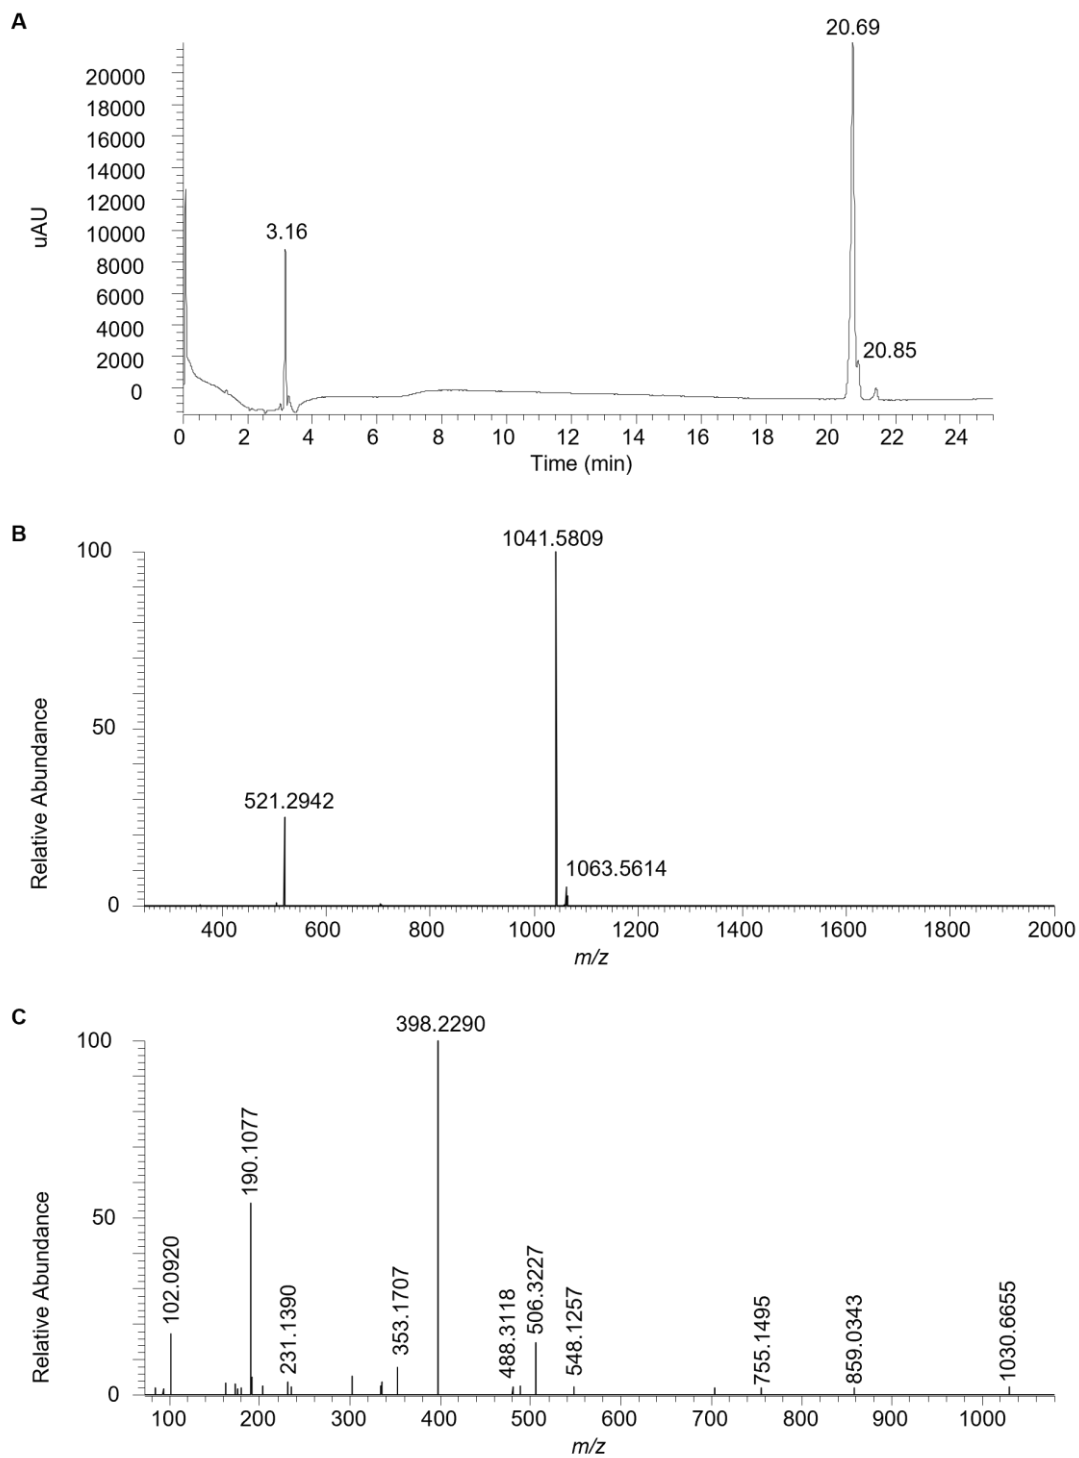 A
20.69
20000
18000
16000
14000
12000
10000
8000
6000
4000
2000
0
uAU
3.16
20.85
0 2 4 6 8 10 12 14 16 18 20 22 24
Time (min)
B
100
50
0
Relative Abundance
1041.5809
521.2942
1063.5614
400 600 800 1000 1200 1400 1600 1800 2000
m/z
C
100
50
0
Relative Abundance
398.2290
102.0920
190.1077
231.1390
353.1707
488.3118
506.3227
548.1257
755.1495
859.0343
1030.6655
100 200 300 400 500 600 700 800 900 1000
m/z